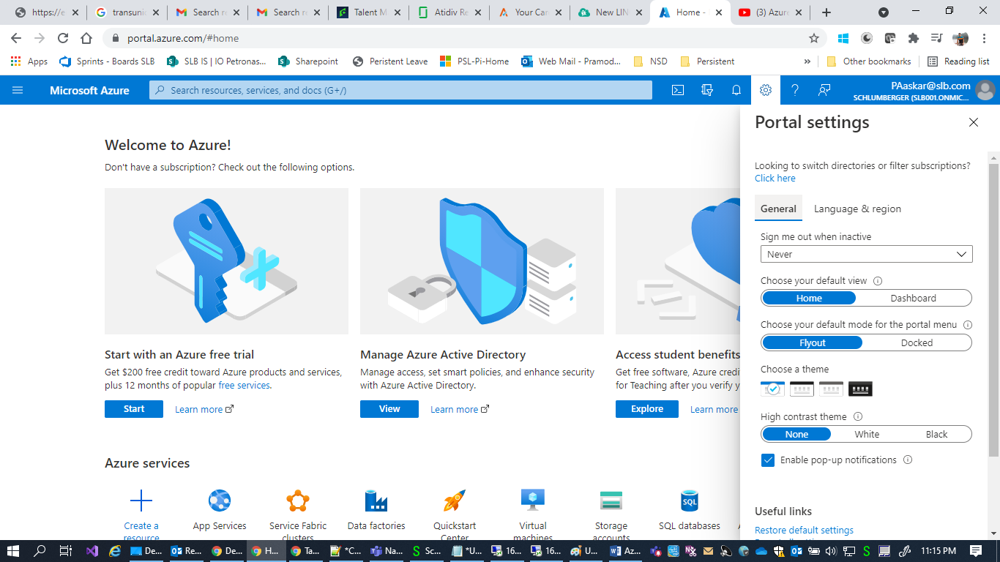 https://e
transunic
Search re
Search re
Talent M
Atidiv Re
Your Car
New LIN
Home - A
(3) Azure
portal.azure.com/#home
Apps
Sprints - Boards SLB
SLB IS | IO Petronas...
Sharepoint
Peristent Leave
PSL-Pi-Home
Web Mail - Pramod...
NSD
Persistent
»
Other bookmarks
Reading list
Microsoft Azure
Search resources, services, and docs (G+/)
PAaskar@slb.com
SCHLUMBERGER (SLB001.ONMIC...
Portal settings
Looking to switch directories or filter subscriptions?
Click here
General
Language & region
Sign me out when inactive
Never
Choose your default view
Home
Dashboard
Choose your default mode for the portal menu
Flyout
Docked
Choose a theme
High contrast theme
None
White
Black
Enable pop-up notifications
Useful links
Restore default settings
Welcome to Azure!
Don't have a subscription? Check out the following options.
Start with an Azure free trial
Get $200 free credit toward Azure products and services,
plus 12 months of popular free services.
Start
Learn more
Manage Azure Active Directory
Manage access, set smart policies, and enhance security
with Azure Active Directory.
View
Learn more
Access student benefits
Get free software, Azure cred
for Teaching after you verify y
Explore
Learn more
Azure services
Create a
resource
App Services
Service Fabric
clusters
Data factories
Quickstart
Center
Virtual
machines
Storage
accounts
SQL
SQL databases
De...
Re...
De...
H...
Ta...
*C...
Na...
Sc...
*U...
16...
16...
U...
Az...
11:15 PM